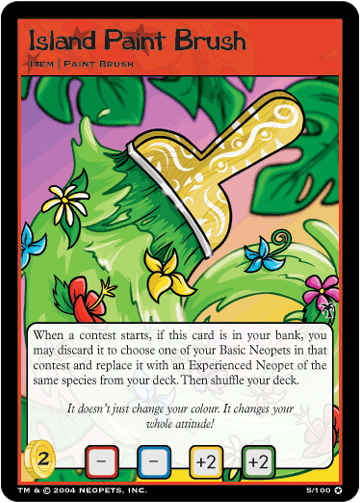 Island Paint Brush
Item | Paint Brush
When a contest starts, if this card is in your bank, you
may discard it to choose one of your Basic Neopets in that
contest and replace it with an Experienced Neopet of the
same species from your deck. Then shuffle your deck.
It doesn't just change your colour. It changes your
whole attitude!
2
–
–
+2
+2
TM & © 2004 NEOPETS, INC.
5/100